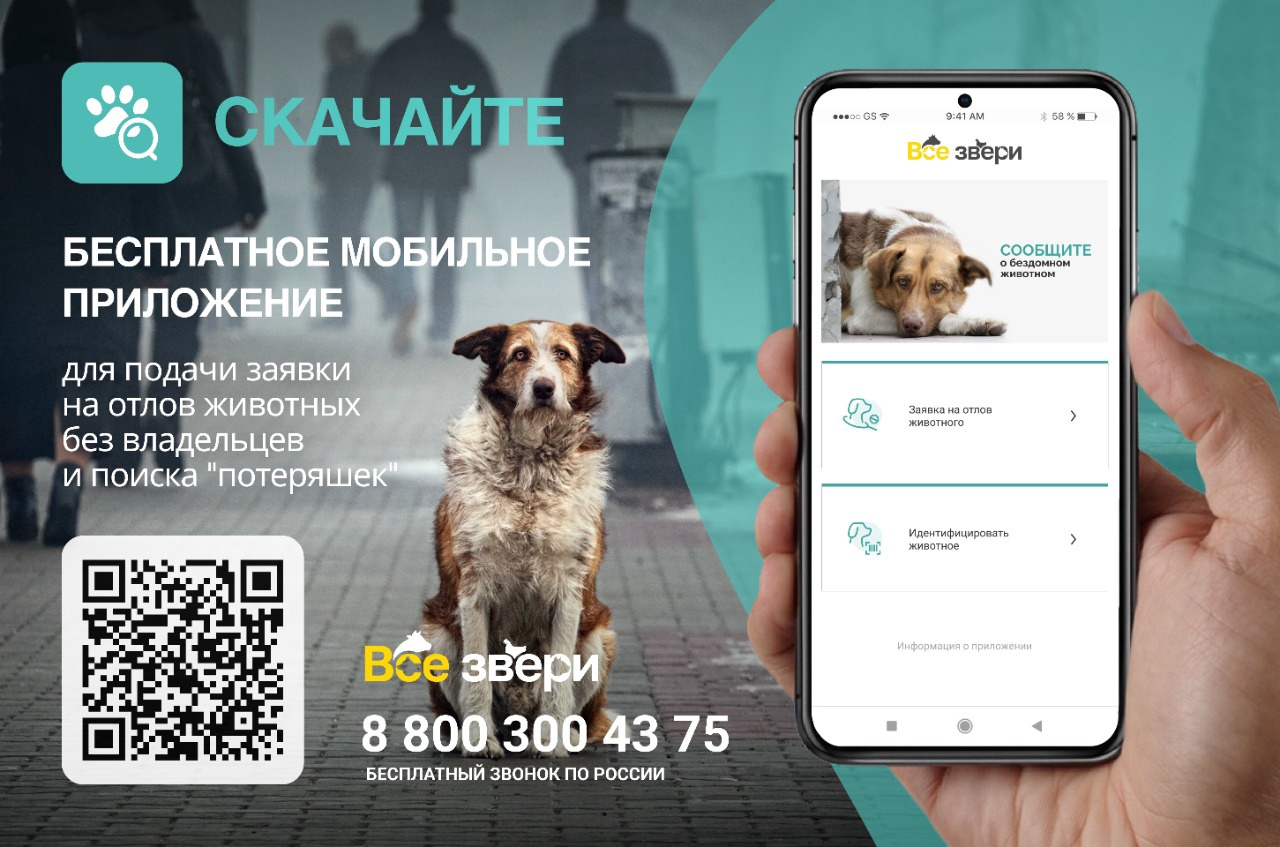 СКАЧАЙТЕ
БЕСПЛАТНОЕ МОБИЛЬНОЕ
ПРИЛОЖЕНИЕ
для подачи заявки
на отлов животных
без владельцев
и поиска "потеряшек"
Все звери
8 800 300 43 75
БЕСПЛАТНЫЙ ЗВОНОК ПО РОССИИ
GS 9:41 AM 58 %
Все звери
СООБЩИТЕ
о бездомном
животном
Заявка на отлов
животного
Идентифицировать
животное
Информация о приложении